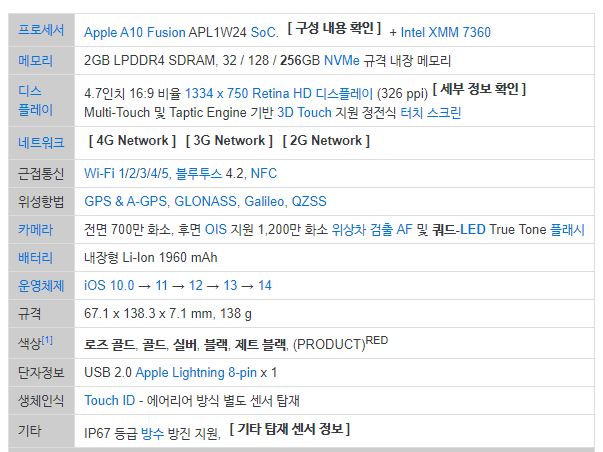 프로세서 Apple A10 Fusion APL1W24 SoC. [ 구성 내용 확인 ] + Intel XMM 7360
메모리 2GB LPDDR4 SDRAM, 32 / 128 / 256GB NVMe 규격 내장 메모리
디스플레이 4.7인치 16:9 비율 1334 x 750 Retina HD 디스플레이 (326 ppi) [ 세부 정보 확인 ]
Multi-Touch 및 Taptic Engine 기반 3D Touch 지원 정전식 터치 스크린
네트워크 [ 4G Network ] [ 3G Network ] [ 2G Network ]
근접통신 Wi-Fi 1/2/3/4/5, 블루투스 4.2, NFC
위성항법 GPS & A-GPS, GLONASS, Galileo, QZSS
카메라 전면 700만 화소, 후면 OIS 지원 1,200만 화소 위상차 검출 AF 및 쿼드-LED True Tone 플래시
배터리 내장형 Li-Ion 1960 mAh
운영체제 iOS 10.0 → 11 → 12 → 13 → 14
규격 67.1 x 138.3 x 7.1 mm, 138 g
색상[1] 로즈 골드, 골드, 실버, 블랙, 제트 블랙, (PRODUCT)RED
단자정보 USB 2.0 Apple Lightning 8-pin x 1
생체인식 Touch ID - 에어리어 방식 별도 센서 탑재
기타 IP67 등급 방수 방진 지원, [ 기타 탑재 센서 정보 ]